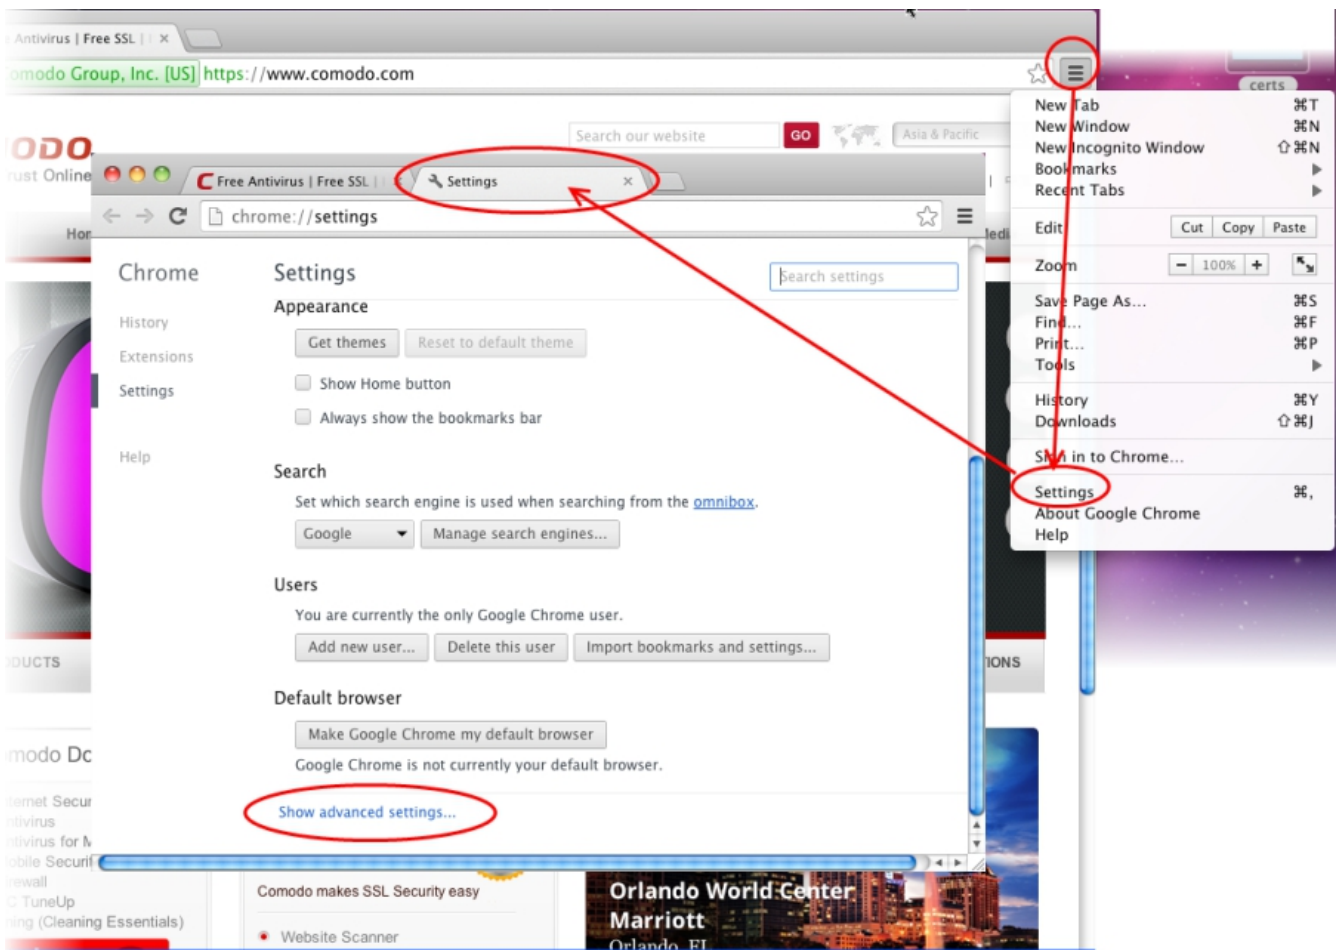 Antivirus | Free SSL |
Comodo Group, Inc. [US] https://www.comodo.com
certs
Search our website GO Asia & Pacific
Trust Online
New Tab ⌘T
New Window ⌘N
New Incognito Window ⇧⌘N
Bookmarks
Recent Tabs
Edit Cut Copy Paste
Zoom - 100% +
Save Page As... ⌘S
Find... ⌘F
Print... ⌘P
Tools
History ⌘Y
Downloads ⇧⌘J
Sign in to Chrome...
Settings ⌘,
About Google Chrome
Help
Free Antivirus | Free SSL | Settings
chrome://settings
Chrome
History
Extensions
Settings
Help
Settings
Search settings
Appearance
Get themes Reset to default theme
Show Home button
Always show the bookmarks bar
Search
Set which search engine is used when searching from the omnibox.
Google Manage search engines...
Users
You are currently the only Google Chrome user.
Add new user... Delete this user Import bookmarks and settings...
Default browser
Make Google Chrome my default browser
Google Chrome is not currently your default browser.
Show advanced settings...
Comodo makes SSL Security easy
Website Scanner
Orlando World Center
Marriott
Orlando, FL
(Cleaning Essentials)
TuneUp